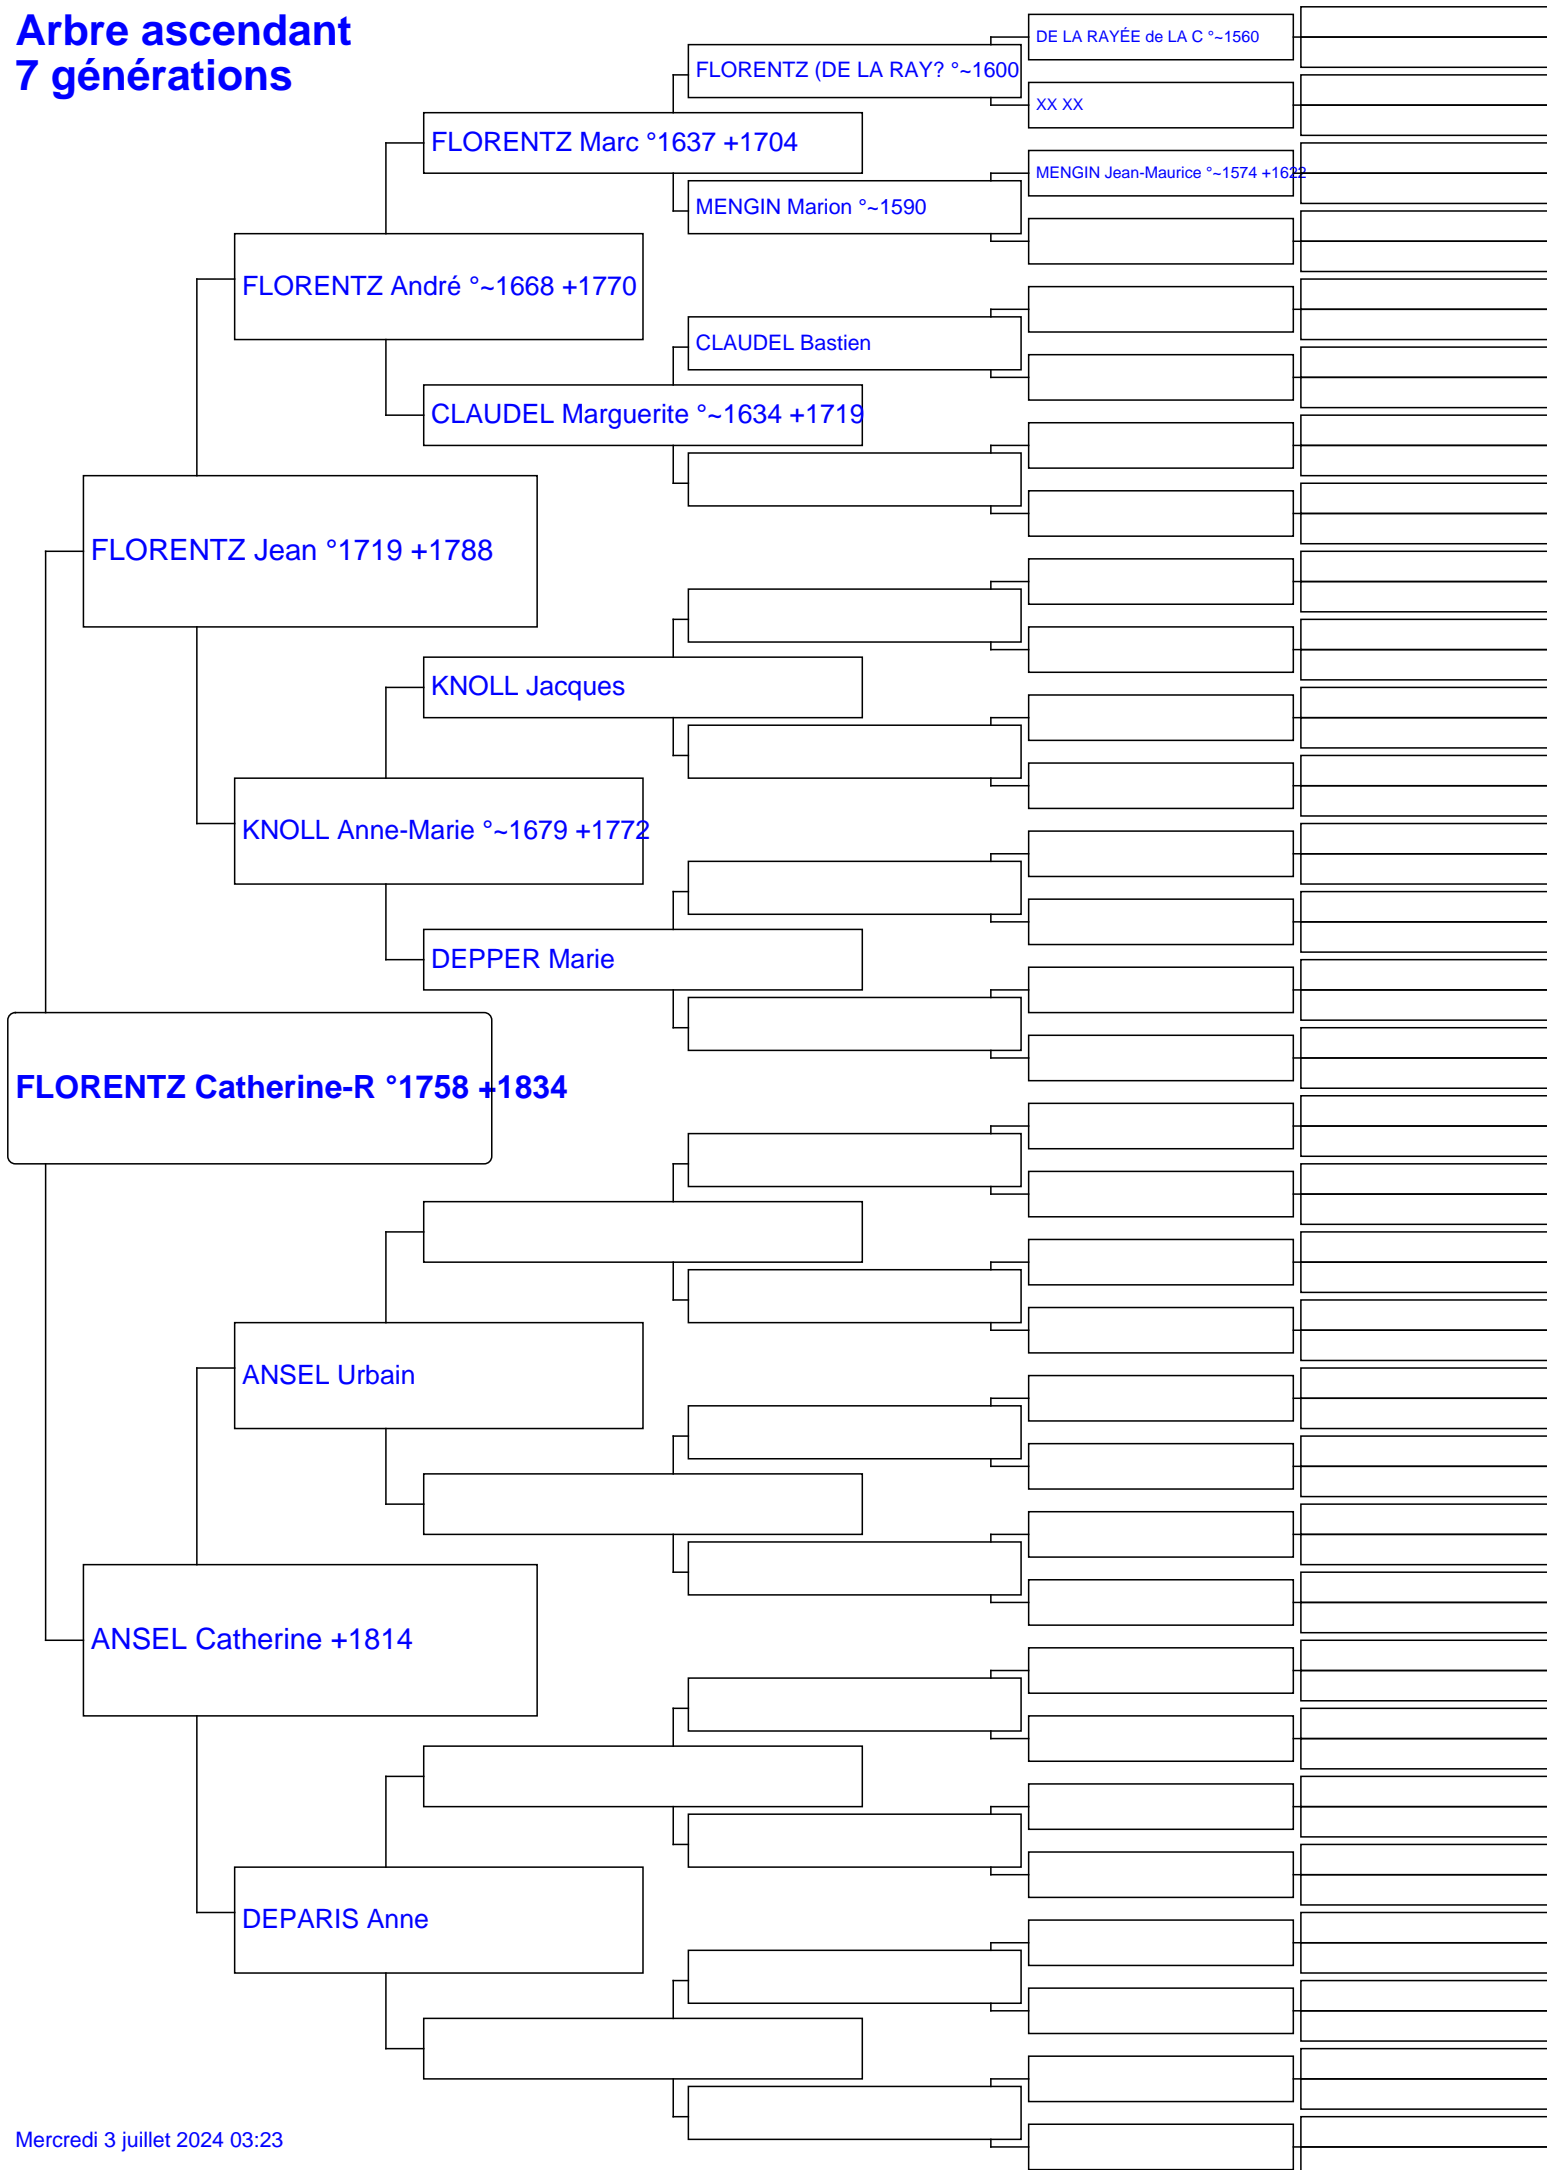 Arbre ascendant
7 générations
DE LA RAYÉE de LA C °~1560
FLORENTZ (DE LA RAY? °~1600
XX XX
FLORENTZ Marc °1637 +1704
MENGIN Jean-Maurice °~1574 +1622
MENGIN Marion °~1590
FLORENTZ André °~1668 +1770
CLAUDEL Bastien
CLAUDEL Marguerite °~1634 +1719
FLORENTZ Jean °1719 +1788
KNOLL Jacques
KNOLL Anne-Marie °~1679 +1772
DEPPER Marie
FLORENTZ Catherine-R °1758 +1834
ANSEL Urbain
ANSEL Catherine +1814
DEPARIS Anne
Mercredi 3 juillet 2024 03:23